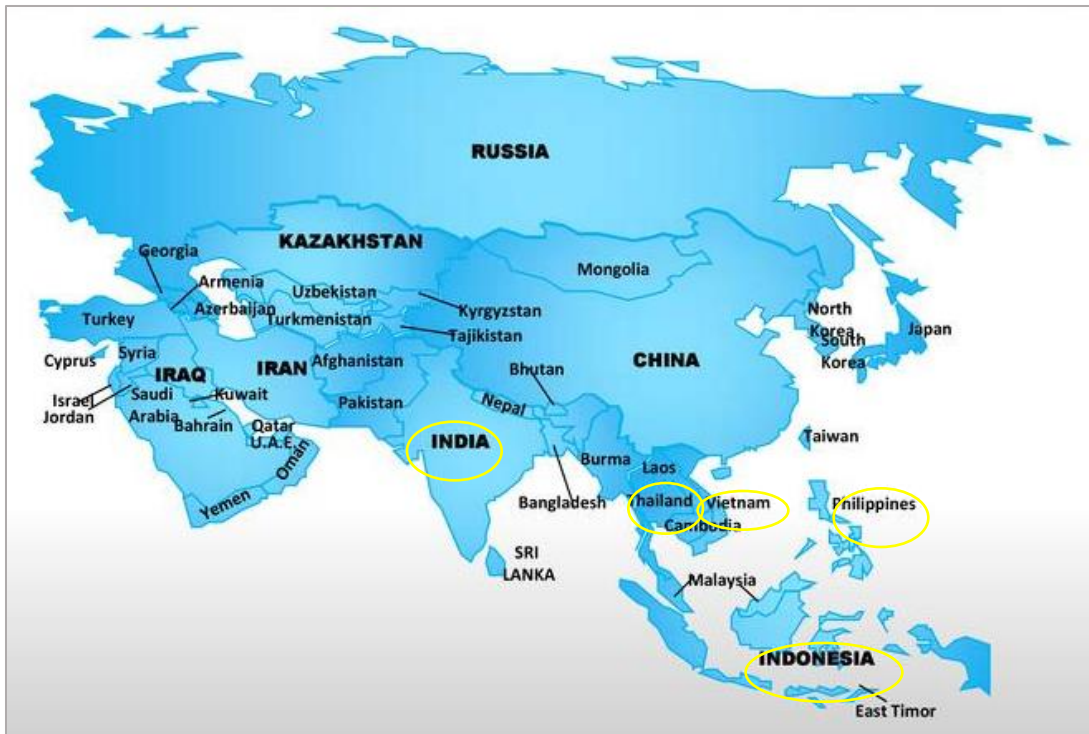 RUSSIA
KAZAKHSTAN
Georgia
Mongolia
Armenia
Uzbekistan
Azerbaijan
Kyrgyzstan
North
Korea
Turkey
Turkmenistan
Tajikistan
South
Korea
Japan
Cyprus
Syria
IRAQ
IRAN
Afghanistan
CHINA
Bhutan
Israel
Jordan
Saudi
Arabia
Kuwait
Bahrain
Pakistan
Nepal
Qatar
U.A.E.
Oman
INDIA
Taiwan
Burma
Laos
Yemen
Bangladesh
Thailand
Vietnam
Philippines
Cambodia
SRI
LANKA
Malaysia
INDONESIA
East Timor